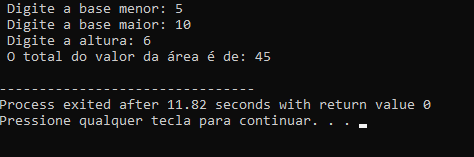 Digite a base menor: 5
Digite a base maior: 10
Digite a altura: 6
O total do valor da área é de: 45
--------------------------------
Process exited after 11.82 seconds with return value 0
Pressione qualquer tecla para continuar. . .